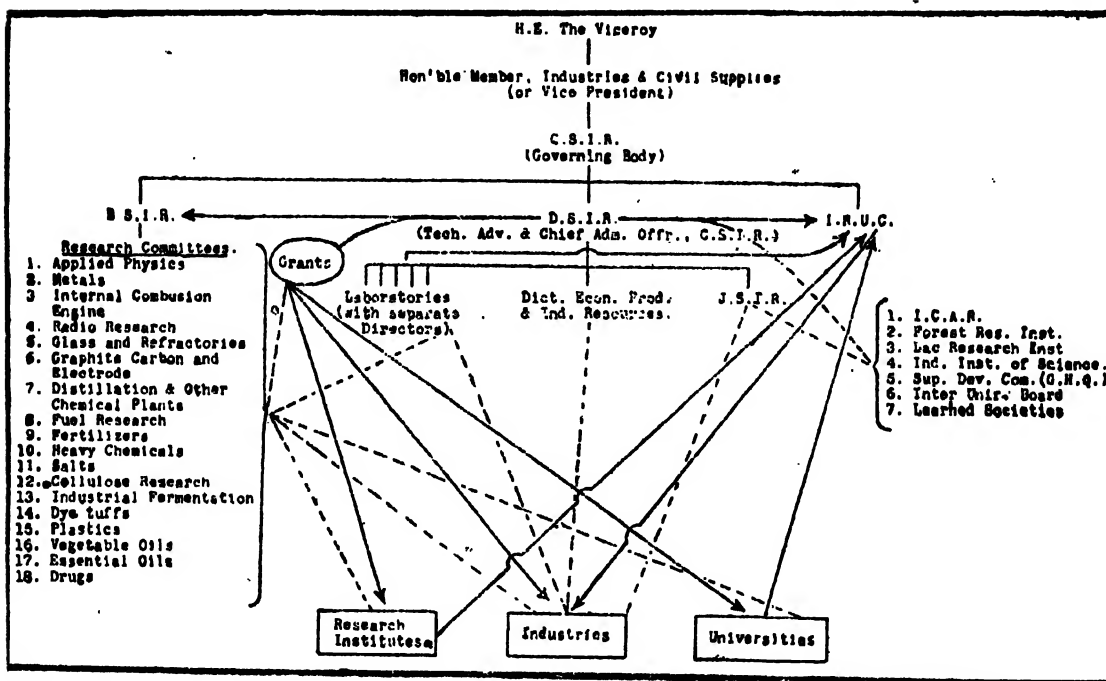 H.E. The Viceroy
Hon'ble Member, Industries & Civil Supplies
(or Vice President)
C.S.I.R.
(Governing Body)
B S.I.R.
D.S.I.R.
(Tech. Adv. & Chief Adm. Offr., C.S.I.R.)
I.R.U.C.
Research Committees.
1. Applied Physics
2. Metals
3 Internal Combusion
Engine
4. Radio Research
5. Glass and Refractories
6. Graphite Carbon and
Electrode
7. Distillation & Other
Chemical Plants
8. Fuel Research
9. Fertilizers
10. Heavy Chemicals
11. Salts
12. Cellulose Research
13. Industrial Fermentation
14. Dye tuffs
15. Plastics
16. Vegetable Oils
17. Essential Oils
18. Drugs
Grants
Laboratories
(with separate
Directors).
Dict. Econ. Prod.
& Ind. Resources.
J.S.I.R.
1. I.C.A.R.
2. Forest Res. Inst.
3. Lac Research Inst
4. Ind. Inst. of Science.
5. Sup. Dev. Com.(G.H.Q.)
6. Inter Univ. Board
7. Learned Societies
Research
Institutes
Industries
Universities